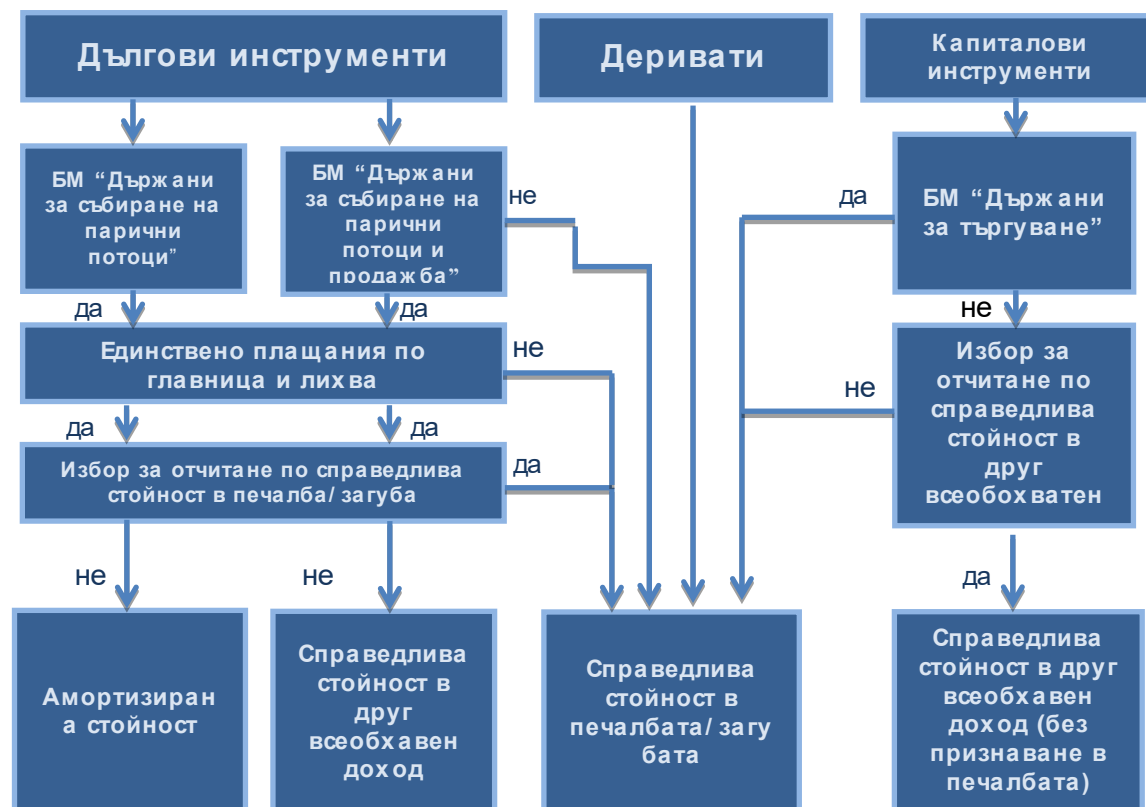 Дългови инструменти
Деривати
Капиталови
инструменти
БМ “Държани
за събиране на
парични
потоци”
БМ “Държани
за събиране на
парични
потоци и
продажба”
не
да
БМ “Държани
за търгуване”
да
да
не
Единствено плащания по
главница и лихва
не
не
Избор за
отчитане по
справедлива
стойност в
друг
всеобохватен
да
да
Избор за отчитане по справедлива
стойност в печалба/ загуба
да
не
не
да
Амортизиран
а стойност
Справедлива
стойност в
друг
всеобхавен
доход
Справедлива
стойност в
печалбата/ загу
бата
Справедлива
стойност в друг
всеобхавен
доход (без
признаване в
печалбата)